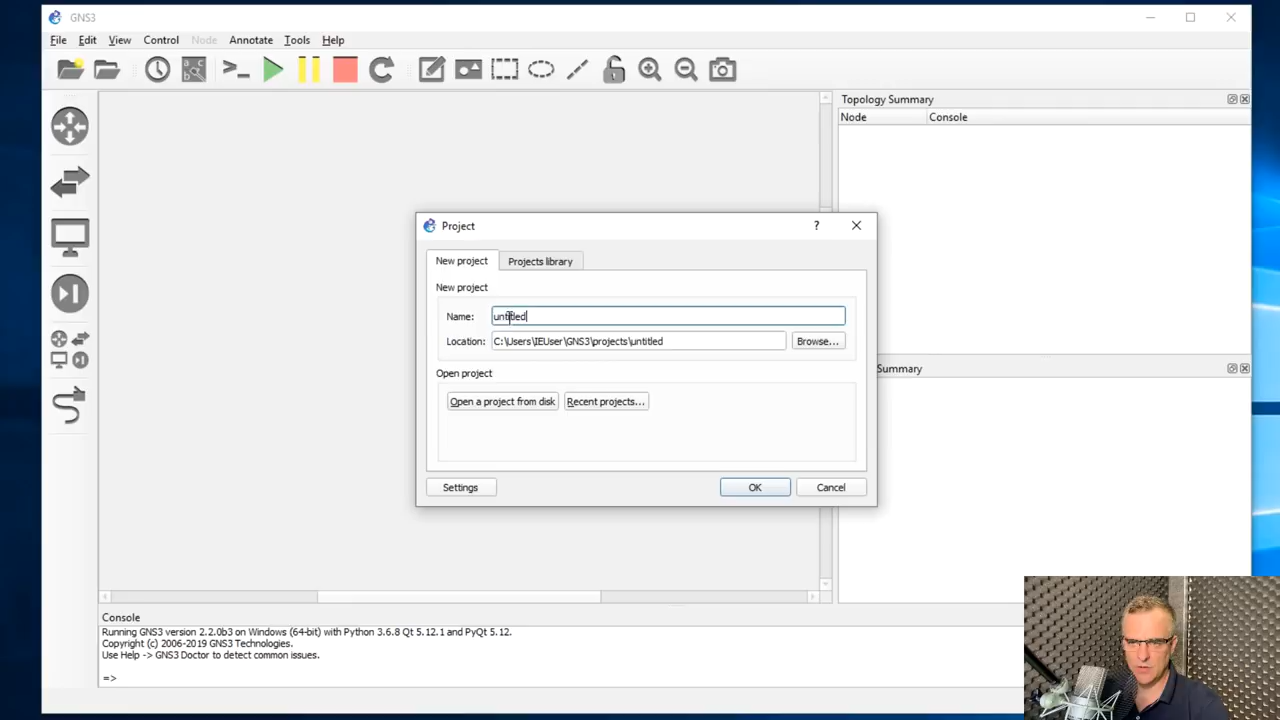 GNS3
File Edit View Control Node Annotate Tools Help
Topology Summary
Node Console
Project
New project Projects library
New project
Name: untitled
Location: C:\Users\IEUser\GNS3\projects\untitled Browse...
Summary
Open project
Open a project from disk Recent projects...
Settings OK Cancel
Console
Running GNS3 version 2.2.0b3 on Windows (64-bit) with Python 3.6.8 Qt 5.12.1 and PyQt 5.12.
Copyright (c) 2006-2019 GNS3 Technologies.
Use Help -> GNS3 Doctor to detect common issues.
=>